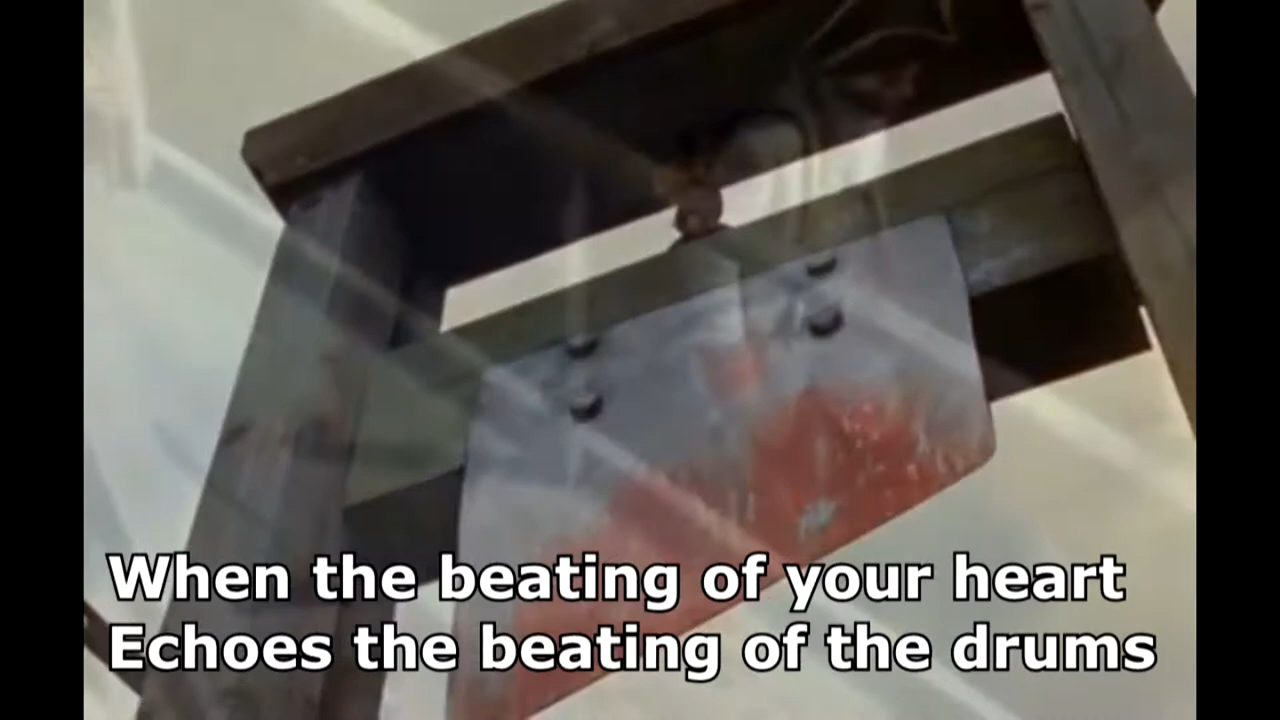 When the beating of your heart
Echoes the beating of the drums